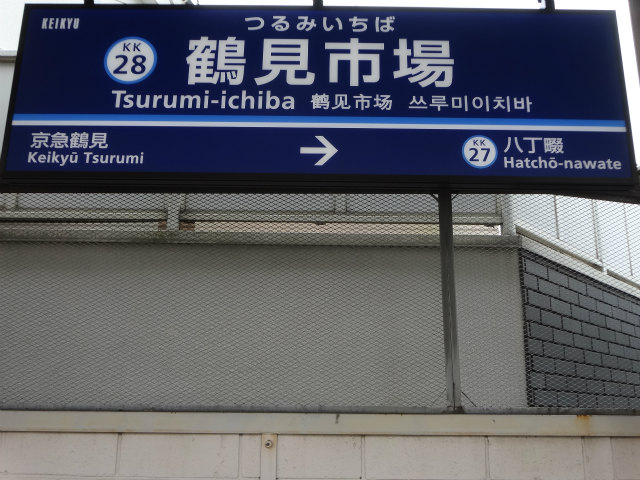 KEIKYU
つるみいちば
KK
28
鶴見市場
Tsurumi-ichiba 鹤见市场 쓰루미이치바
京急鶴見
Keikyū Tsurumi
→
KK
27
八丁畷
Hatchō-nawate